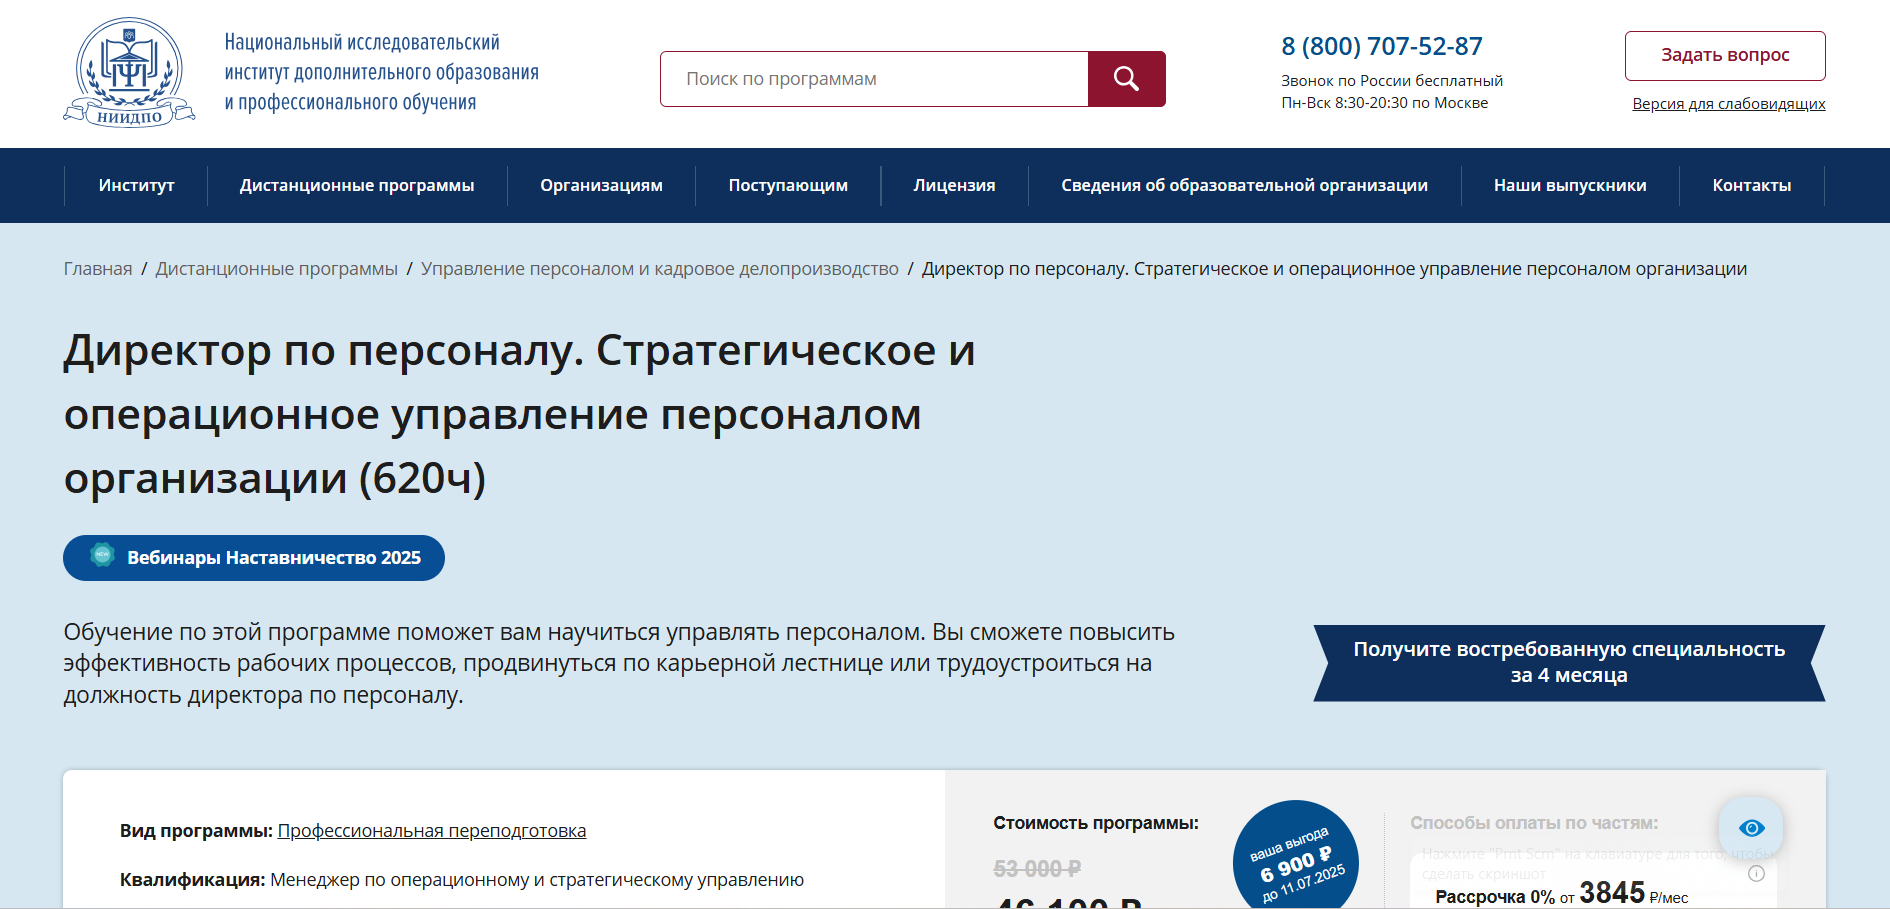 НИИДПО
Национальный исследовательский
институт дополнительного образования
и профессионального обучения
Поиск по программам
8 (800) 707-52-87
Звонок по России бесплатный
Пн-Вск 8:30-20:30 по Москве
Задать вопрос
Версия для слабовидящих
Институт
Дистанционные программы
Организациям
Поступающим
Лицензия
Сведения об образовательной организации
Наши выпускники
Контакты
Главная / Дистанционные программы / Управление персоналом и кадровое делопроизводство / Директор по персоналу. Стратегическое и операционное управление персоналом организации
Директор по персоналу. Стратегическое и
операционное управление персоналом
организации (620ч)
NEW Вебинары Наставничество 2025
Обучение по этой программе поможет вам научиться управлять персоналом. Вы сможете повысить
эффективность рабочих процессов, продвинуться по карьерной лестнице или трудоустроиться на
должность директора по персоналу.
Получите востребованную специальность
за 4 месяца
Вид программы: Профессиональная переподготовка
Квалификация: Менеджер по операционному и стратегическому управлению
Стоимость программы:
53 000 ₽
46 100 ₽
ваша выгода
6 900 ₽
до 11.07.2025
Способы оплаты по частям:
Нажмите "Prnt Scrn" на клавиатуре для того, чтобы
сделать скриншот
Рассрочка 0% от 3845 ₽/мес